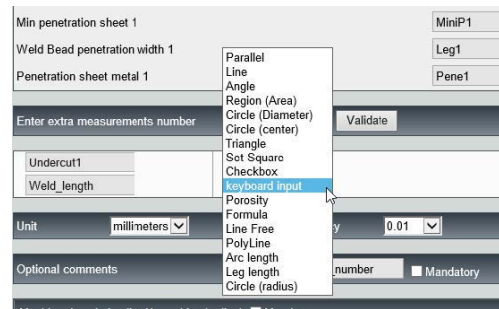 Min penetration sheet 1
MiniP1
Weld Bead penetration width 1
Leg1
Penetration sheet metal 1
Pene1
Parallel
Line
Angle
Region (Area)
Circle (Diameter)
Circle (center)
Triangle
Set Square
Checkbox
keyboard input
Porosity
Formula
Line Free
PolyLine
Arc length
Leg length
Circle (radius)
Enter extra measurements number
Validate
Undercut1
Weld_length
Unit
millimeters
y
0.01
Optional comments
_number
Mandatory